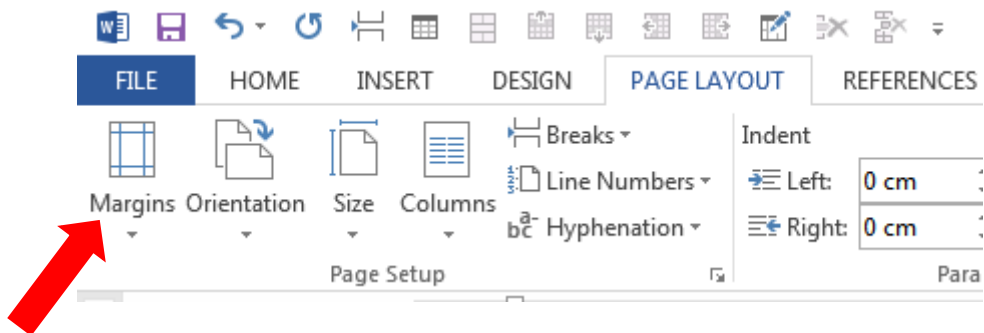 FILE HOME INSERT DESIGN PAGE LAYOUT REFERENCES
Breaks Indent
Line Numbers Left: 0 cm
Margins Orientation Size Columns
Hyphenation Right: 0 cm
Page Setup Para